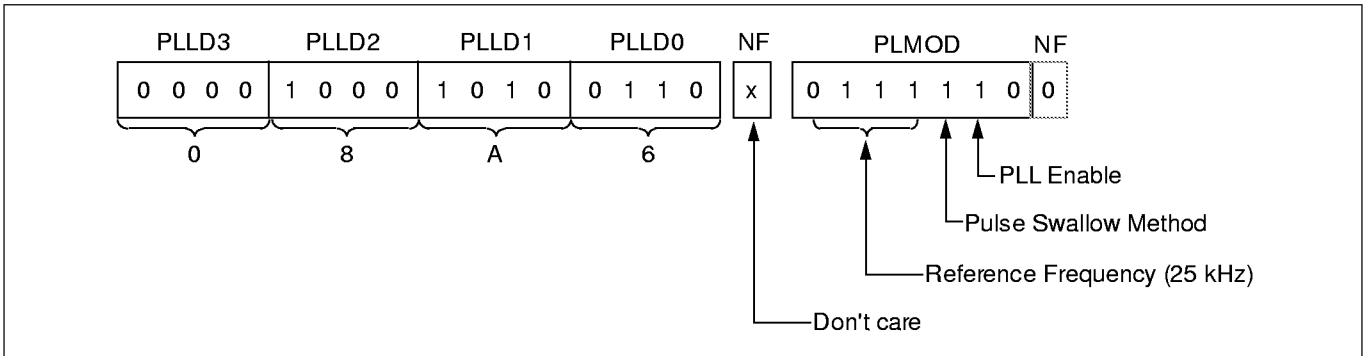 PLLD3 PLLD2 PLLD1 PLLD0 NF PLMOD NF
0 0 0 0 1 0 0 0 1 0 1 0 0 1 1 0 x 0 1 1 1 1 1 0 0
0 8 A 6
PLL Enable
Pulse Swallow Method
Reference Frequency (25 kHz)
Don't care